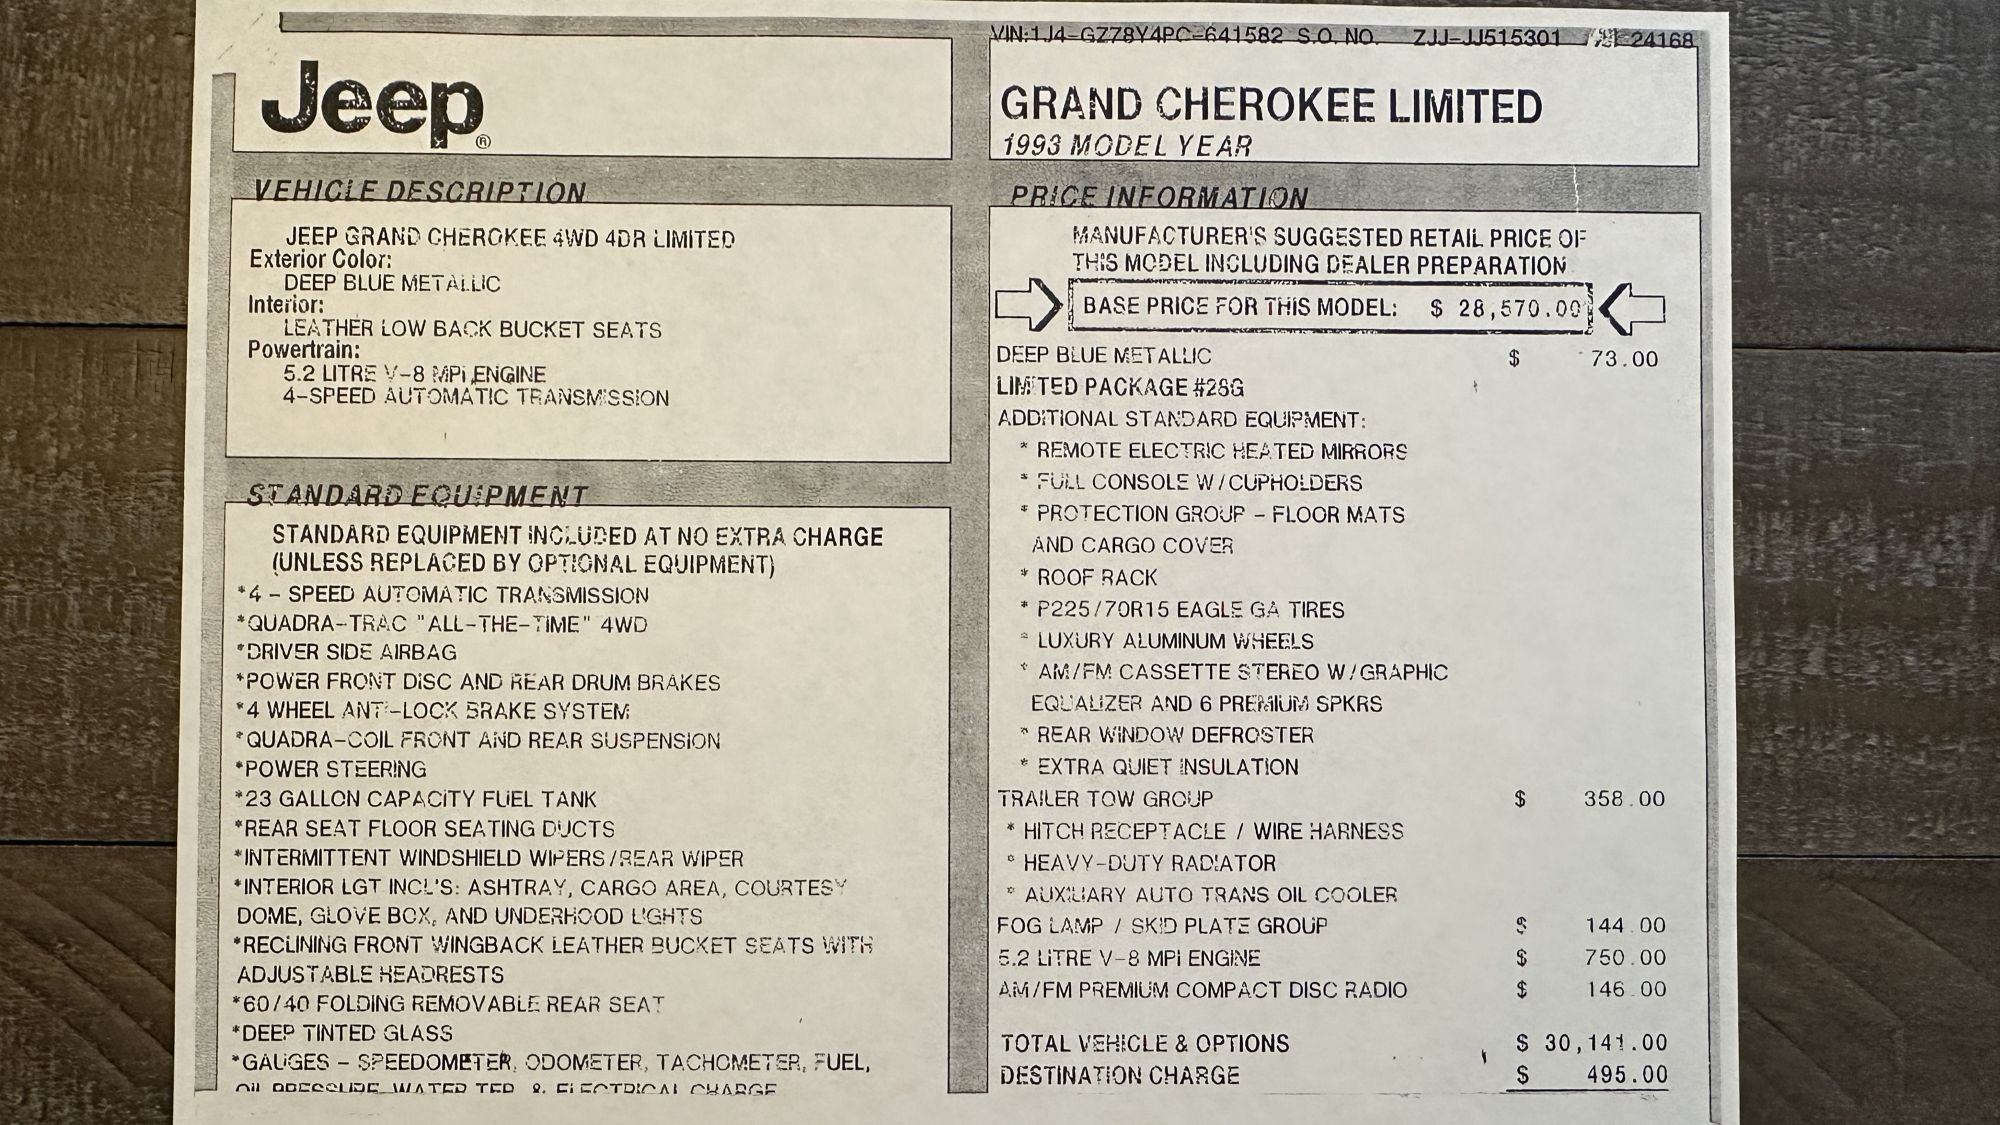 VIN:1J4-GZ78Y4PC-641582 S.O. NO. ZJJ-JJ515301 24168
Jeep®
GRAND CHEROKEE LIMITED
1993 MODEL YEAR
VEHICLE DESCRIPTION
JEEP GRAND CHEROKEE 4WD 4DR LIMITED
Exterior Color:
DEEP BLUE METALLIC
Interior:
LEATHER LOW BACK BUCKET SEATS
Powertrain:
5.2 LITRE V-8 MPI ENGINE
4-SPEED AUTOMATIC TRANSMISSION
STANDARD EQUIPMENT
STANDARD EQUIPMENT INCLUDED AT NO EXTRA CHARGE
(UNLESS REPLACED BY OPTIONAL EQUIPMENT)
*4 - SPEED AUTOMATIC TRANSMISSION
*QUADRA-TRAC "ALL-THE-TIME" 4WD
*DRIVER SIDE AIRBAG
*POWER FRONT DISC AND REAR DRUM BRAKES
*4 WHEEL ANTI-LOCK BRAKE SYSTEM
*QUADRA-COIL FRONT AND REAR SUSPENSION
*POWER STEERING
*23 GALLON CAPACITY FUEL TANK
*REAR SEAT FLOOR SEATING DUCTS
*INTERMITTENT WINDSHIELD WIPERS/REAR WIPER
*INTERIOR LGT INCL'S: ASHTRAY, CARGO AREA, COURTESY
DOME, GLOVE BOX, AND UNDERHOOD LIGHTS
*RECLINING FRONT WINGBACK LEATHER BUCKET SEATS WITH
ADJUSTABLE HEADRESTS
*60/40 FOLDING REMOVABLE REAR SEAT
*DEEP TINTED GLASS
*GAUGES - SPEEDOMETER, ODOMETER, TACHOMETER, FUEL,
OIL PRESSURE, WATER TEP & ELECTRICAL CHARGE
PRICE INFORMATION
MANUFACTURER'S SUGGESTED RETAIL PRICE OF
THIS MODEL INCLUDING DEALER PREPARATION
BASE PRICE FOR THIS MODEL: $ 28,570.00
DEEP BLUE METALLIC $ 73.00
LIMITED PACKAGE #28G
ADDITIONAL STANDARD EQUIPMENT:
* REMOTE ELECTRIC HEATED MIRRORS
* FULL CONSOLE W/CUPHOLDERS
* PROTECTION GROUP - FLOOR MATS
AND CARGO COVER
* ROOF RACK
* P225/70R15 EAGLE GA TIRES
* LUXURY ALUMINUM WHEELS
* AM/FM CASSETTE STEREO W/GRAPHIC
EQUALIZER AND 6 PREMIUM SPKRS
* REAR WINDOW DEFROSTER
* EXTRA QUIET INSULATION
TRAILER TOW GROUP $ 358.00
* HITCH RECEPTACLE / WIRE HARNESS
* HEAVY-DUTY RADIATOR
* AUXILIARY AUTO TRANS OIL COOLER
FOG LAMP / SKID PLATE GROUP $ 144.00
5.2 LITRE V-8 MPI ENGINE $ 750.00
AM/FM PREMIUM COMPACT DISC RADIO $ 146.00
TOTAL VEHICLE & OPTIONS $ 30,141.00
DESTINATION CHARGE $ 495.00